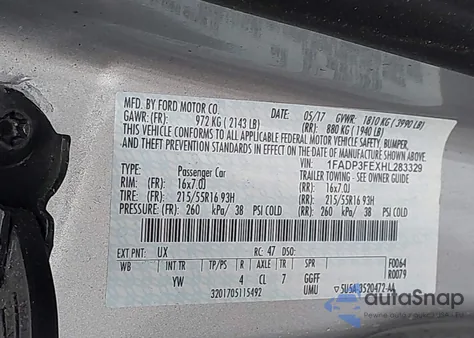 MFD. BY FORD MOTOR CO.
05/17 GVWR: 1810 KG ( 3990 LB)
GAWR: (FR): 972 KG ( 2143 LB) (RR): 880 KG ( 1940 LB)
THIS VEHICLE CONFORMS TO ALL APPLICABLE FEDERAL MOTOR VEHICLE SAFETY, BUMPER,
AND THEFT PREVENTION STANDARDS IN EFFECT ON THE DATE OF MANUFACTURE SHOWN ABOVE.
VIN: 1FADP3FEXHL283329
TYPE: Passenger Car TRAILER TOWING - SEE OWNER GUIDE
RIM: (FR): 16x7.0J (RR): 16x7.0J
TIRE: (FR): 215/55R16 93H (RR): 215/55R16 93H
PRESSURE: (FR): 260 kPa/ 38 PSI COLD (RR): 260 kPa/ 38 PSI COLD
EXT PNT: UX RC: 47 DSO: F0064
WB INT TR TP/PS R AXLE TR UMR R0079
YW 4 CL 7 GGFF
3201705115492 5U5A-3520472-AA
autoSnap